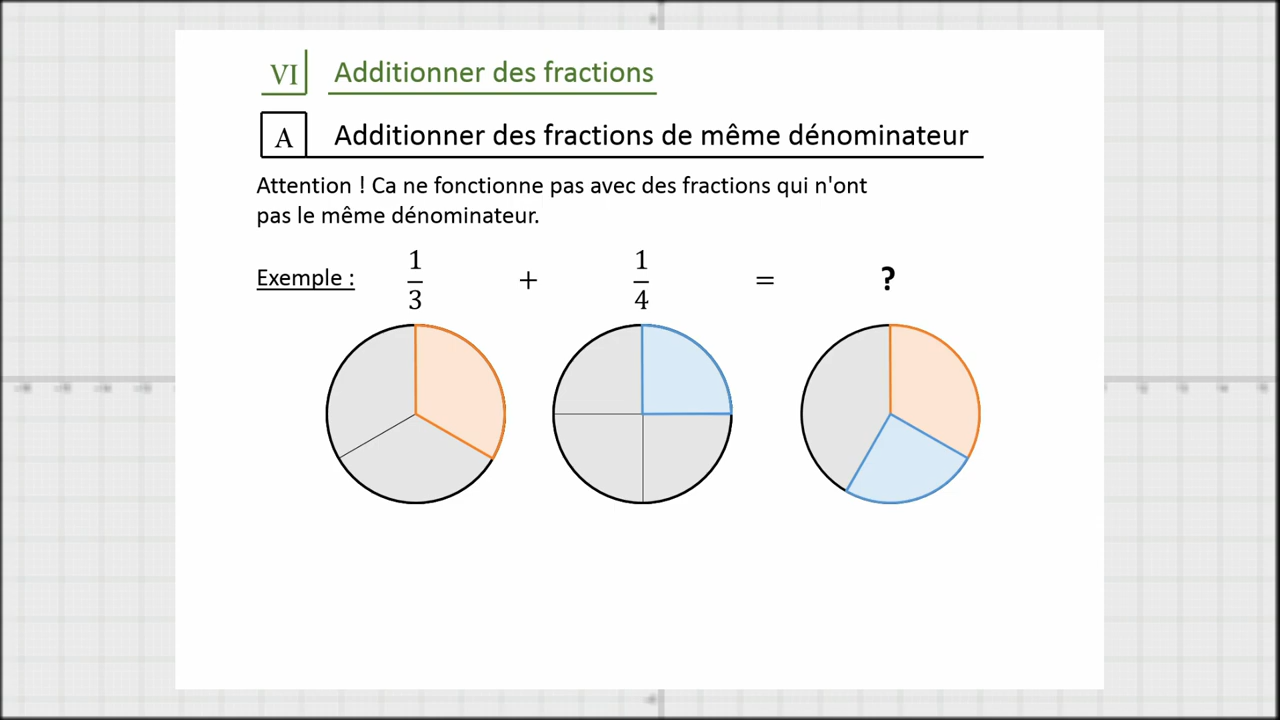 VI Additionner des fractions
A Additionner des fractions de même dénominateur
Attention ! Ca ne fonctionne pas avec des fractions qui n'ont
pas le même dénominateur.
Exemple : 1/3 + 1/4 = ?